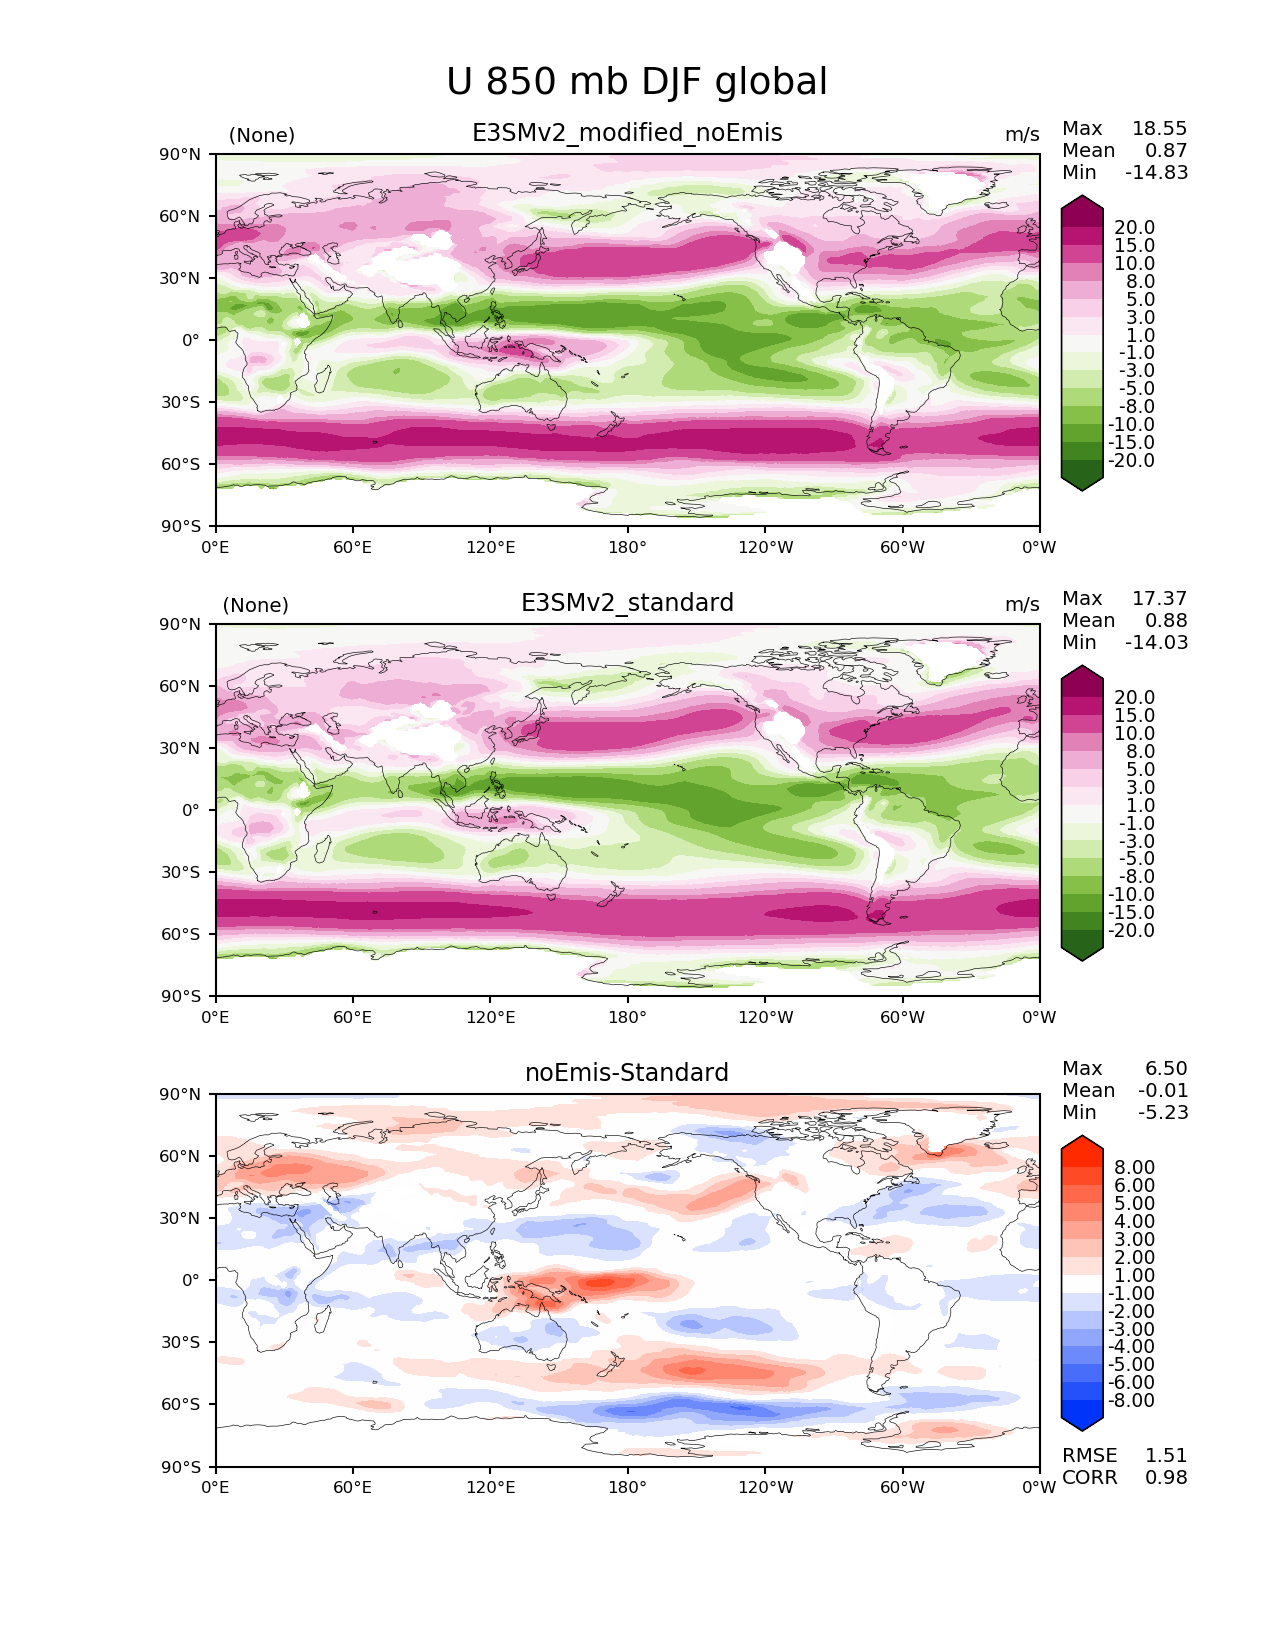 U 850 mb DJF global
(None) E3SMv2_modified_noEmis m/s
Max 18.55
Mean 0.87
Min -14.83
90°N
60°N
30°N
0°
30°S
60°S
90°S
0°E 60°E 120°E 180° 120°W 60°W 0°W
20.0
15.0
10.0
8.0
5.0
3.0
1.0
-1.0
-3.0
-5.0
-8.0
-10.0
-15.0
-20.0
(None) E3SMv2_standard m/s
Max 17.37
Mean 0.88
Min -14.03
90°N
60°N
30°N
0°
30°S
60°S
90°S
0°E 60°E 120°E 180° 120°W 60°W 0°W
20.0
15.0
10.0
8.0
5.0
3.0
1.0
-1.0
-3.0
-5.0
-8.0
-10.0
-15.0
-20.0
noEmis-Standard
Max 6.50
Mean -0.01
Min -5.23
90°N
60°N
30°N
0°
30°S
60°S
90°S
0°E 60°E 120°E 180° 120°W 60°W 0°W
8.00
6.00
5.00
4.00
3.00
2.00
1.00
-1.00
-2.00
-3.00
-4.00
-5.00
-6.00
-8.00
RMSE 1.51
CORR 0.98